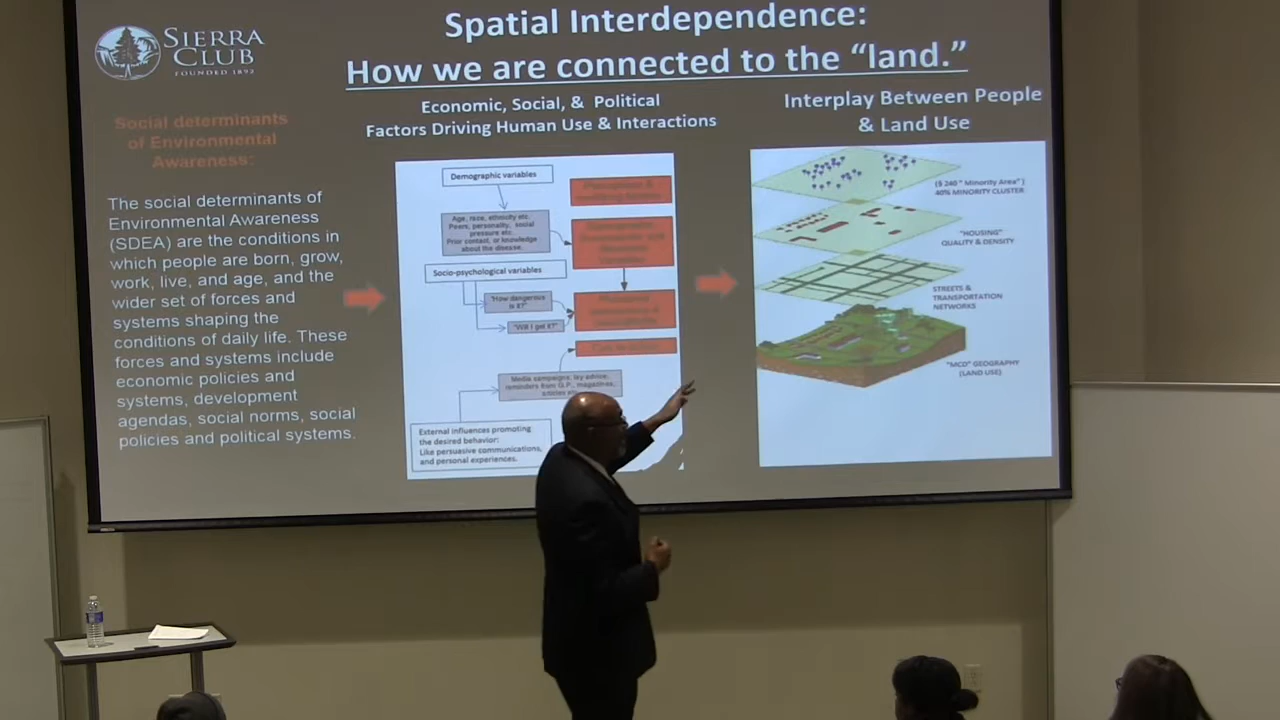 SIERRA
CLUB
FOUNDED 1892
Spatial Interdependence:
How we are connected to the “land.”
Social determinants
of Environmental
Awareness:
The social determinants of
Environmental Awareness
(SDEA) are the conditions in
which people are born, grow,
work, live, and age, and the
wider set of forces and
systems shaping the
conditions of daily life. These
forces and systems include
economic policies and
systems, development
agendas, social norms, social
policies and political systems.
Economic, Social, & Political
Factors Driving Human Use & Interactions
Demographic variables
Age, race, ethnicity etc.
Peers, personality, social
pressure etc.
Prior contact, or knowledge
about the disease.
Socio-psychological variables
"How dangerous
is it?"
"Will I get it?"
Media campaigns, lay advice,
reminders from G.P., magazines,
External influences promoting
the desired behavior:
Like persuasive communications,
and personal experiences.
Interplay Between People
& Land Use
(§ 240 " Minority Area")
40% MINORITY CLUSTER
"HOUSING"
QUALITY & DENSITY
STREETS &
TRANSPORTATION
NETWORKS
"MCD" GEOGRAPHY
(LAND USE)